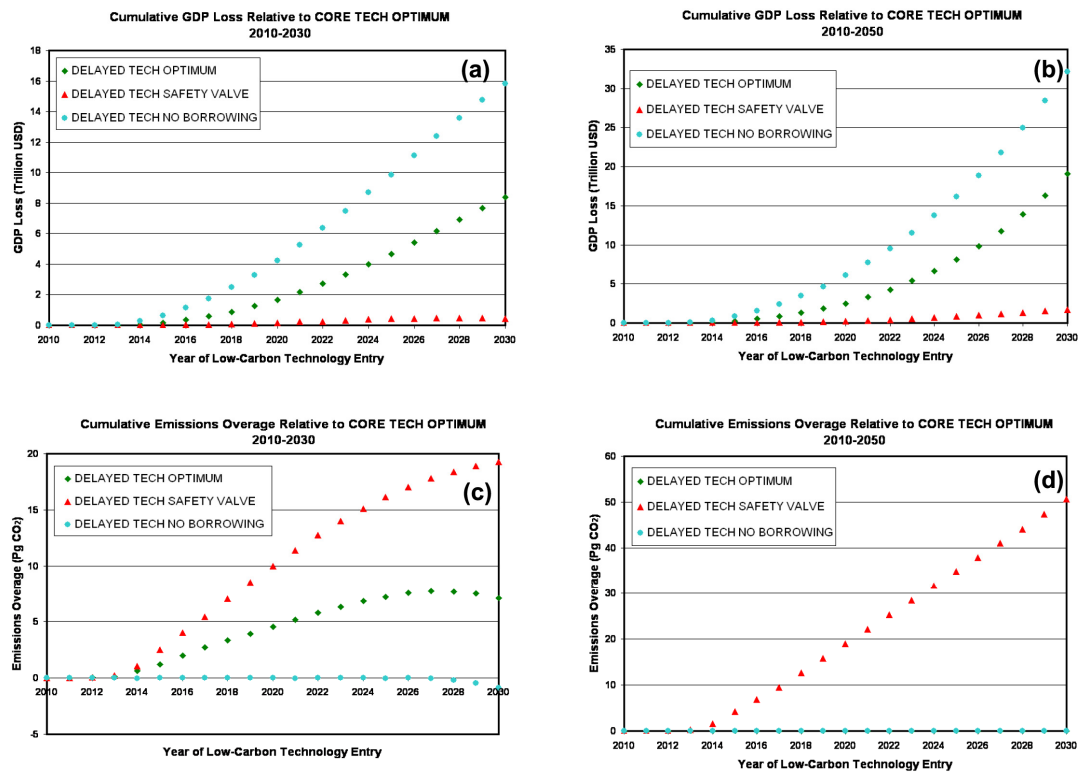 Cumulative GDP Loss Relative to CORE TECH OPTIMUM
2010-2030
(a)
DELAYED TECH OPTIMUM
DELAYED TECH SAFETY VALVE
DELAYED TECH NO BORROWING
GDP Loss (Trillion USD)
18
16
14
12
10
8
6
4
2
0
2010 2012 2014 2016 2018 2020 2022 2024 2026 2028 2030
Year of Low-Carbon Technology Entry
Cumulative GDP Loss Relative to CORE TECH OPTIMUM
2010-2050
(b)
DELAYED TECH OPTIMUM
DELAYED TECH SAFETY VALVE
DELAYED TECH NO BORROWING
GDP Loss (Trillion USD)
35
30
25
20
15
10
5
0
2010 2012 2014 2016 2018 2020 2022 2024 2026 2028 2030
Year of Low-Carbon Technology Entry
Cumulative Emissions Overage Relative to CORE TECH OPTIMUM
2010-2030
(c)
DELAYED TECH OPTIMUM
DELAYED TECH SAFETY VALVE
DELAYED TECH NO BORROWING
Emissions Overage (Pg CO₂)
20
15
10
5
0
-5
2010 2012 2014 2016 2018 2020 2022 2024 2026 2028 2030
Year of Low-Carbon Technology Entry
Cumulative Emissions Overage Relative to CORE TECH OPTIMUM
2010-2050
(d)
DELAYED TECH OPTIMUM
DELAYED TECH SAFETY VALVE
DELAYED TECH NO BORROWING
Emissions Overage (Pg CO₂)
60
50
40
30
20
10
0
2010 2012 2014 2016 2018 2020 2022 2024 2026 2028 2030
Year of Low-Carbon Technology Entry